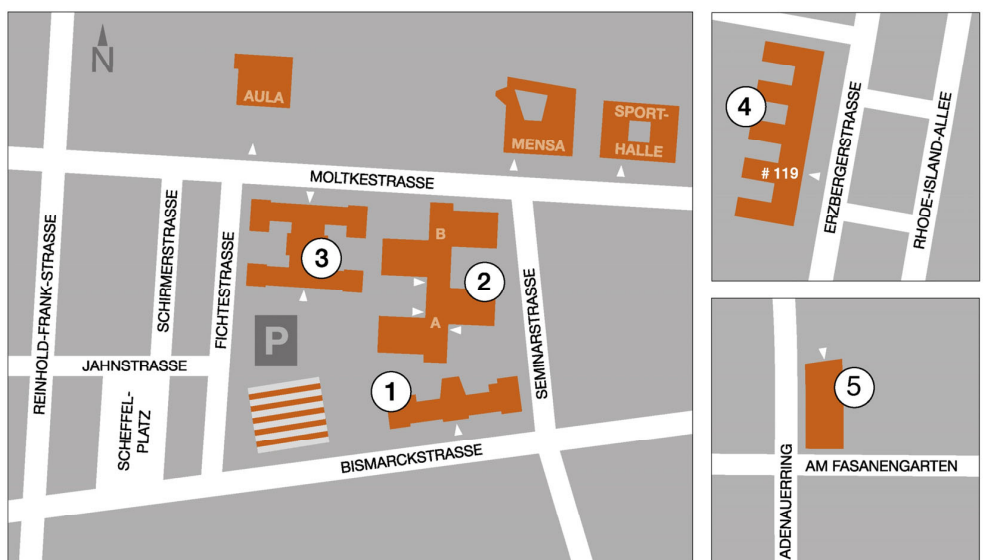 N
AULA
MENSA
SPORT-
HALLE
MOLTKESTRASSE
REINHOLD-FRANK-STRASSE
SCHIRMERSTRASSE
FICHTESTRASSE
3
B
2
A
SEMINARSTRASSE
P
JAHNSTRASSE
SCHEFFEL-
PLATZ
1
BISMARCKSTRASSE
4
# 119
ERZBERGERSTRASSE
RHODE-ISLAND-ALLEE
5
ADENAUERRING
AM FASANENGARTEN